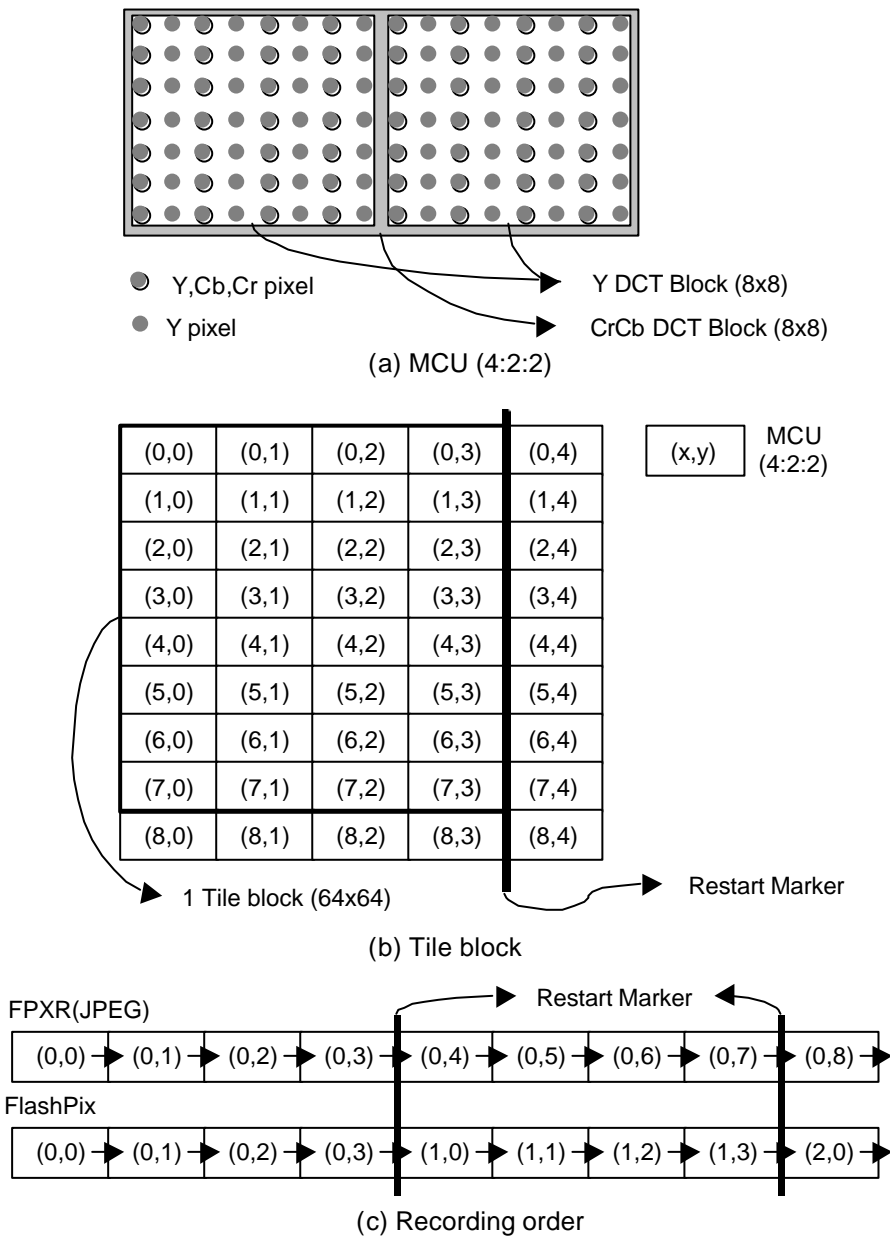 Y,Cb,Cr pixel Y DCT Block (8x8)
Y pixel CrCb DCT Block (8x8)
(a) MCU (4:2:2)
(0,0) (0,1) (0,2) (0,3) (0,4) (x,y) MCU
(4:2:2)
(1,0) (1,1) (1,2) (1,3) (1,4)
(2,0) (2,1) (2,2) (2,3) (2,4)
(3,0) (3,1) (3,2) (3,3) (3,4)
(4,0) (4,1) (4,2) (4,3) (4,4)
(5,0) (5,1) (5,2) (5,3) (5,4)
(6,0) (6,1) (6,2) (6,3) (6,4)
(7,0) (7,1) (7,2) (7,3) (7,4)
(8,0) (8,1) (8,2) (8,3) (8,4)
1 Tile block (64x64) Restart Marker
(b) Tile block
Restart Marker
FPXR(JPEG)
(0,0) (0,1) (0,2) (0,3) (0,4) (0,5) (0,6) (0,7) (0,8)
FlashPix
(0,0) (0,1) (0,2) (0,3) (1,0) (1,1) (1,2) (1,3) (2,0)
(c) Recording order